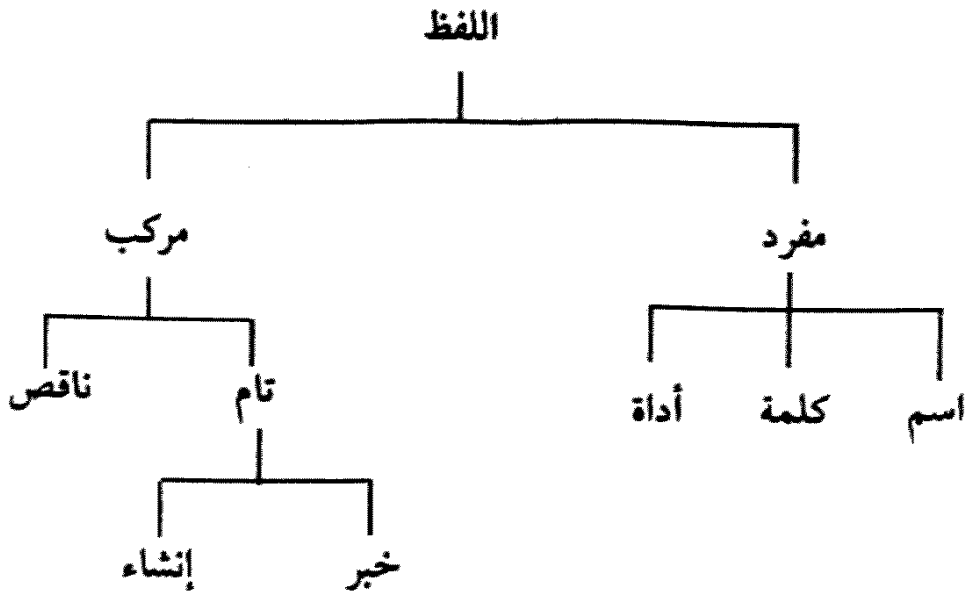 اللفظ
مفرد مركب
تام ناقص
اسم كلمة أداة
خبر إنشاء